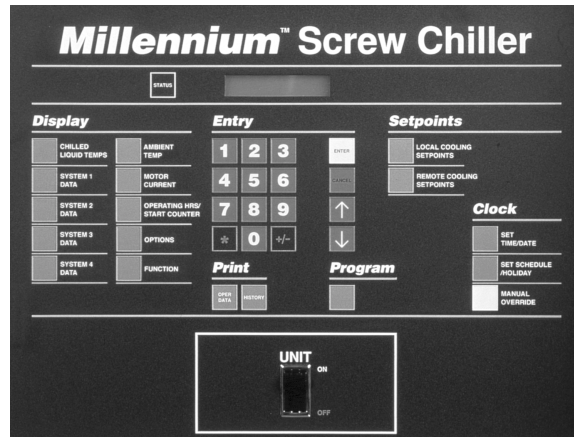 Millennium™ Screw Chiller
STATUS
Display
CHILLED
LIQUID TEMPS
AMBIENT
TEMP
SYSTEM 1
DATA
MOTOR
CURRENT
SYSTEM 2
DATA
OPERATING HRS/
START COUNTER
SYSTEM 3
DATA
OPTIONS
SYSTEM 4
DATA
FUNCTION
Entry
1 2 3
ENTER
4 5 6
CANCEL
7 8 9
↑
* 0 +/-
↓
Print
OPER
DATA
HISTORY
Program
Setpoints
LOCAL COOLING
SETPOINTS
REMOTE COOLING
SETPOINTS
Clock
SET
TIME/DATE
SET SCHEDULE
/HOLIDAY
MANUAL
OVERRIDE
UNIT
ON
OFF